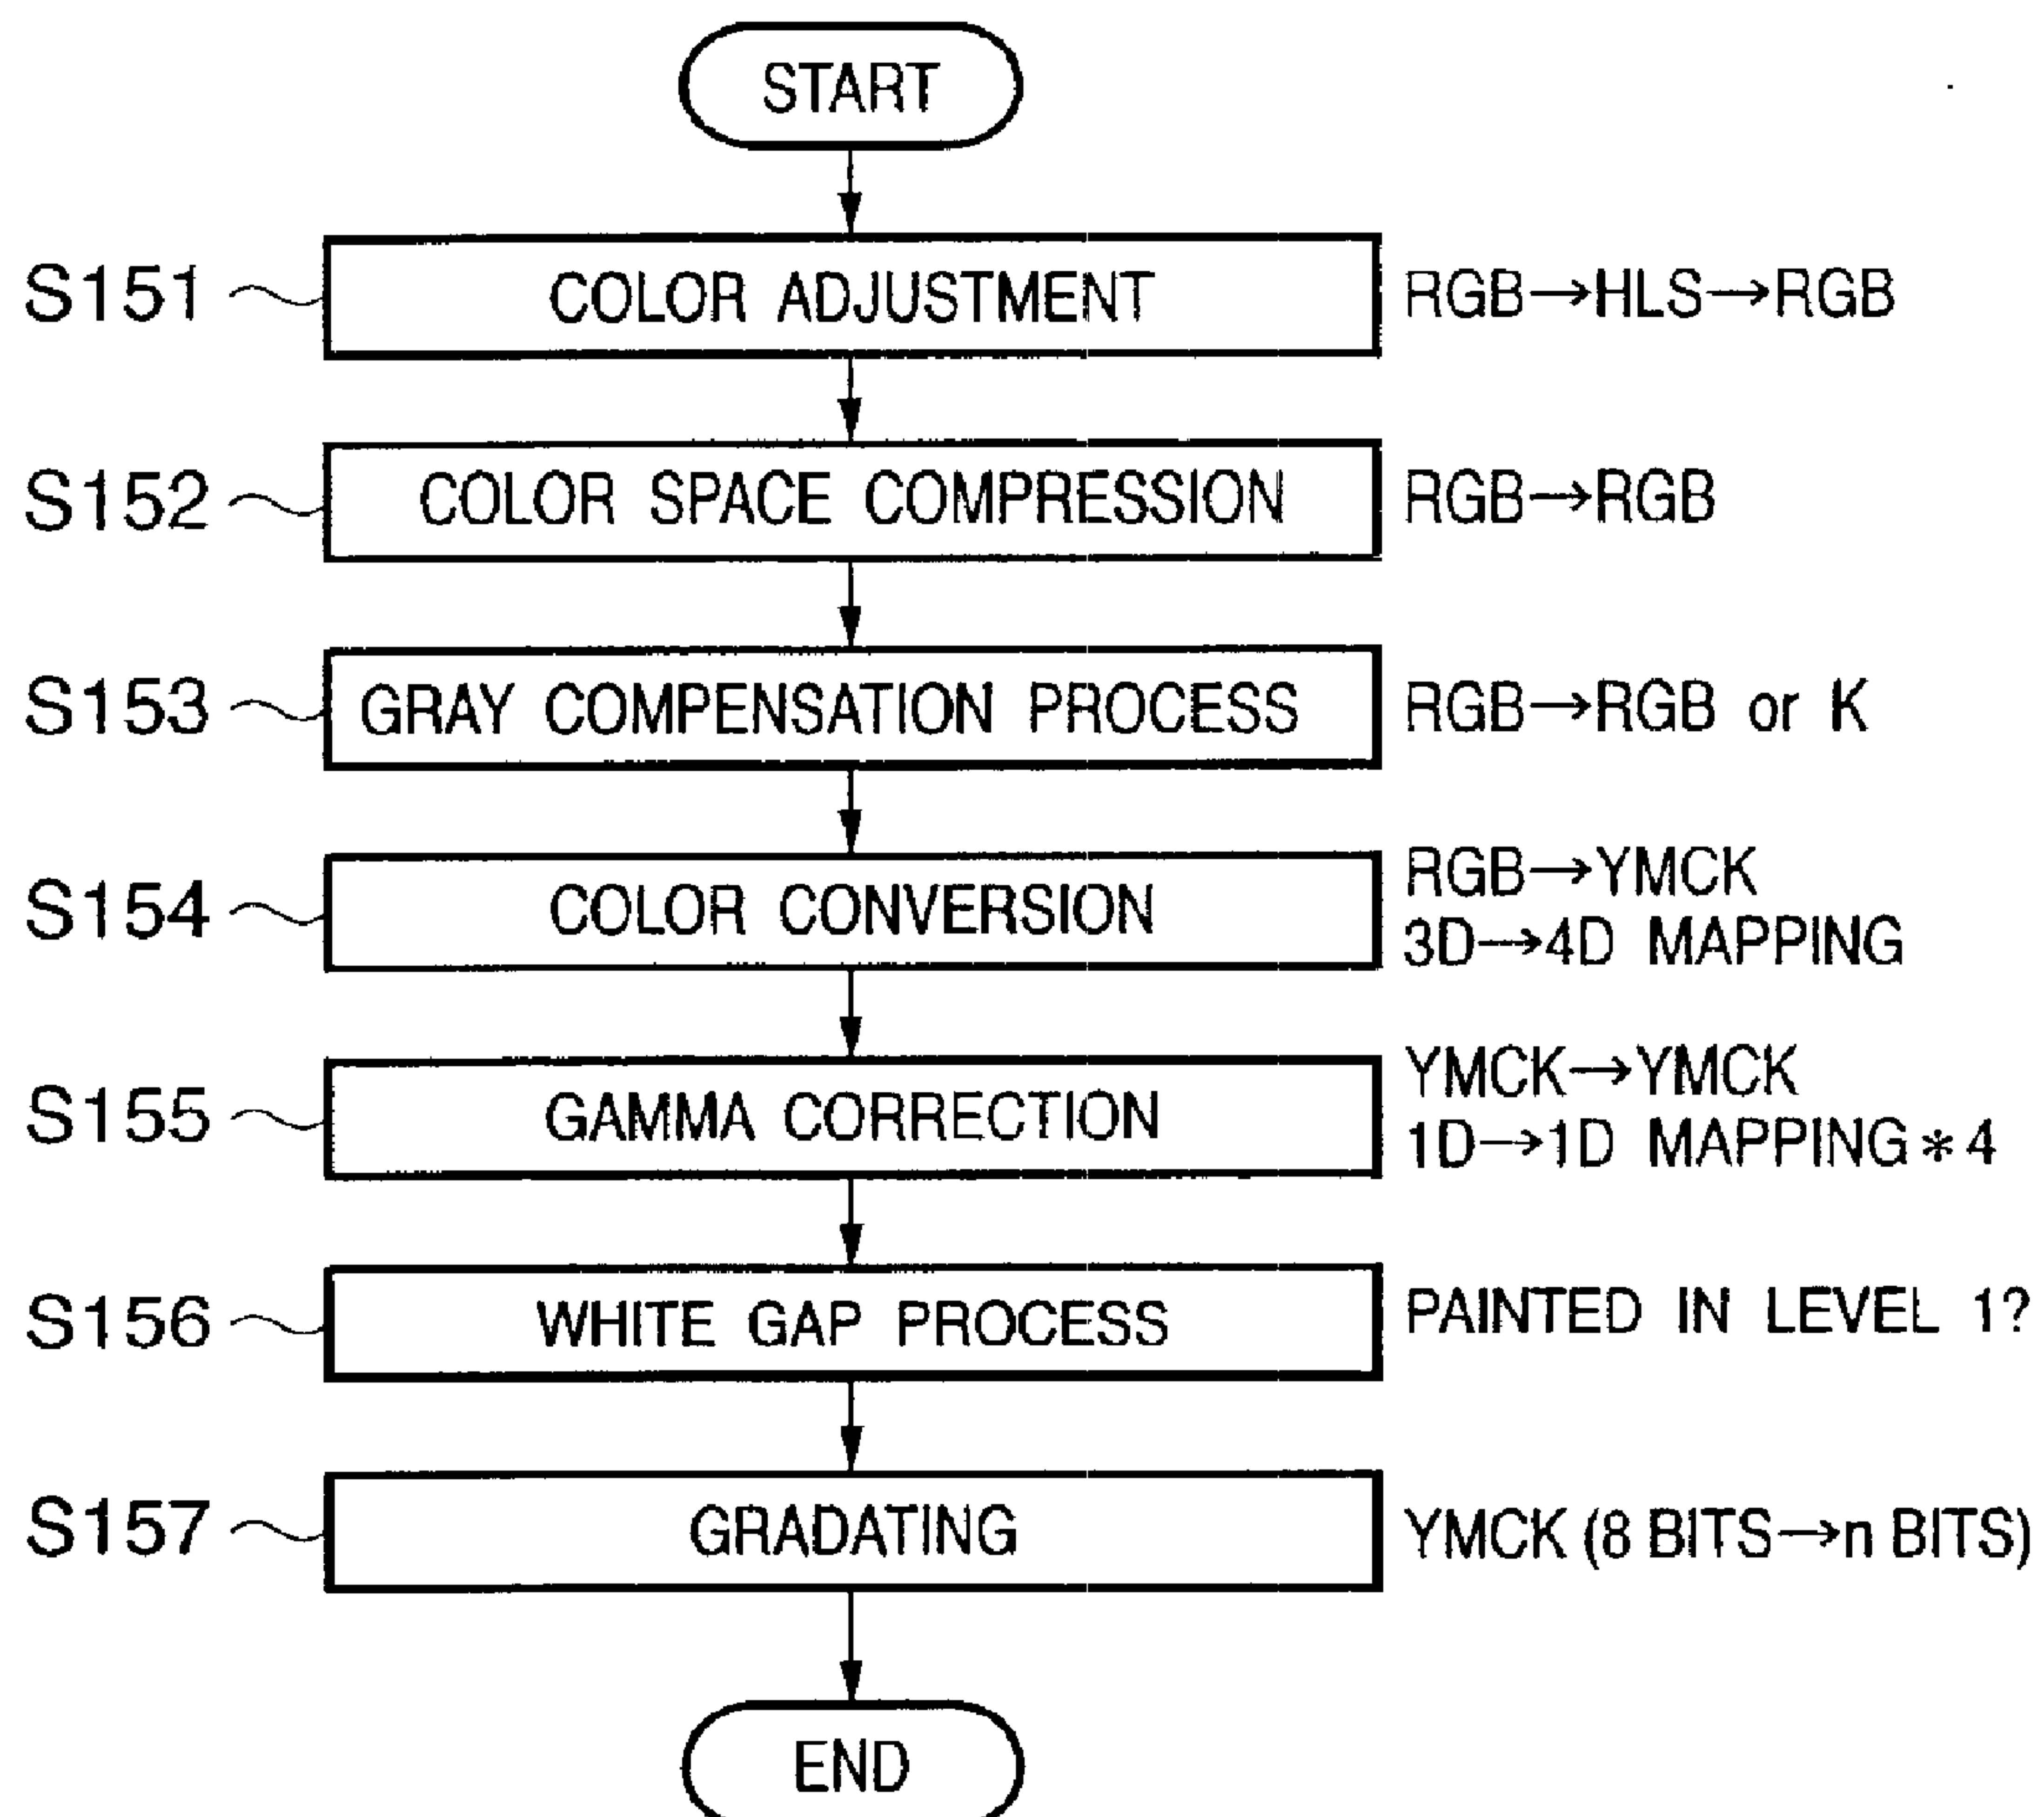 START
S151 COLOR ADJUSTMENT RGB→HLS→RGB
S152 COLOR SPACE COMPRESSION RGB→RGB
S153 GRAY COMPENSATION PROCESS RGB→RGB or K
S154 COLOR CONVERSION RGB→YMCK
3D→4D MAPPING
S155 GAMMA CORRECTION YMCK→YMCK
1D→1D MAPPING*4
S156 WHITE GAP PROCESS PAINTED IN LEVEL 1?
S157 GRADATING YMCK (8 BITS→n BITS)
END